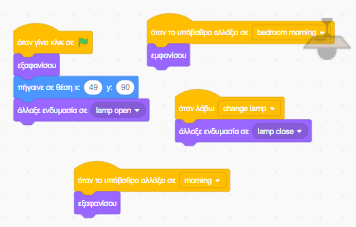 όταν γίνει κλικ σε
εξαφανίσου
πήγαινε σε θέση x: 49 y: 90
άλλαξε ενδυμασία σε lamp open
όταν το υπόβαθρο αλλάξει σε bedroom morning
εμφανίσου
όταν λάβω change lamp
άλλαξε ενδυμασία σε lamp close
όταν το υπόβαθρο αλλάξει σε morning
εξαφανίσου